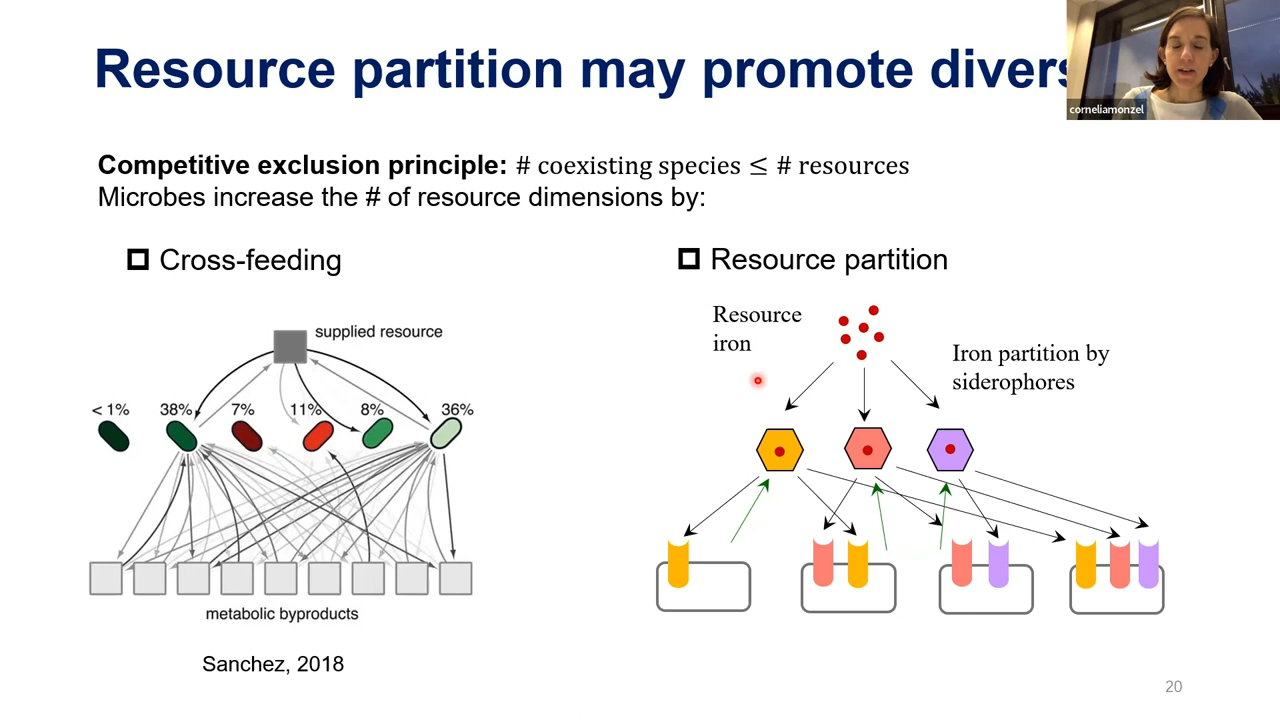 Resource partition may promote divers
corneliamonzel
Competitive exclusion principle: # coexisting species ≤ # resources
Microbes increase the # of resource dimensions by:
Cross-feeding
Resource partition
supplied resource
< 1% 38% 7% 11% 8% 36%
metabolic byproducts
Sanchez, 2018
Resource
iron
Iron partition by
siderophores
20